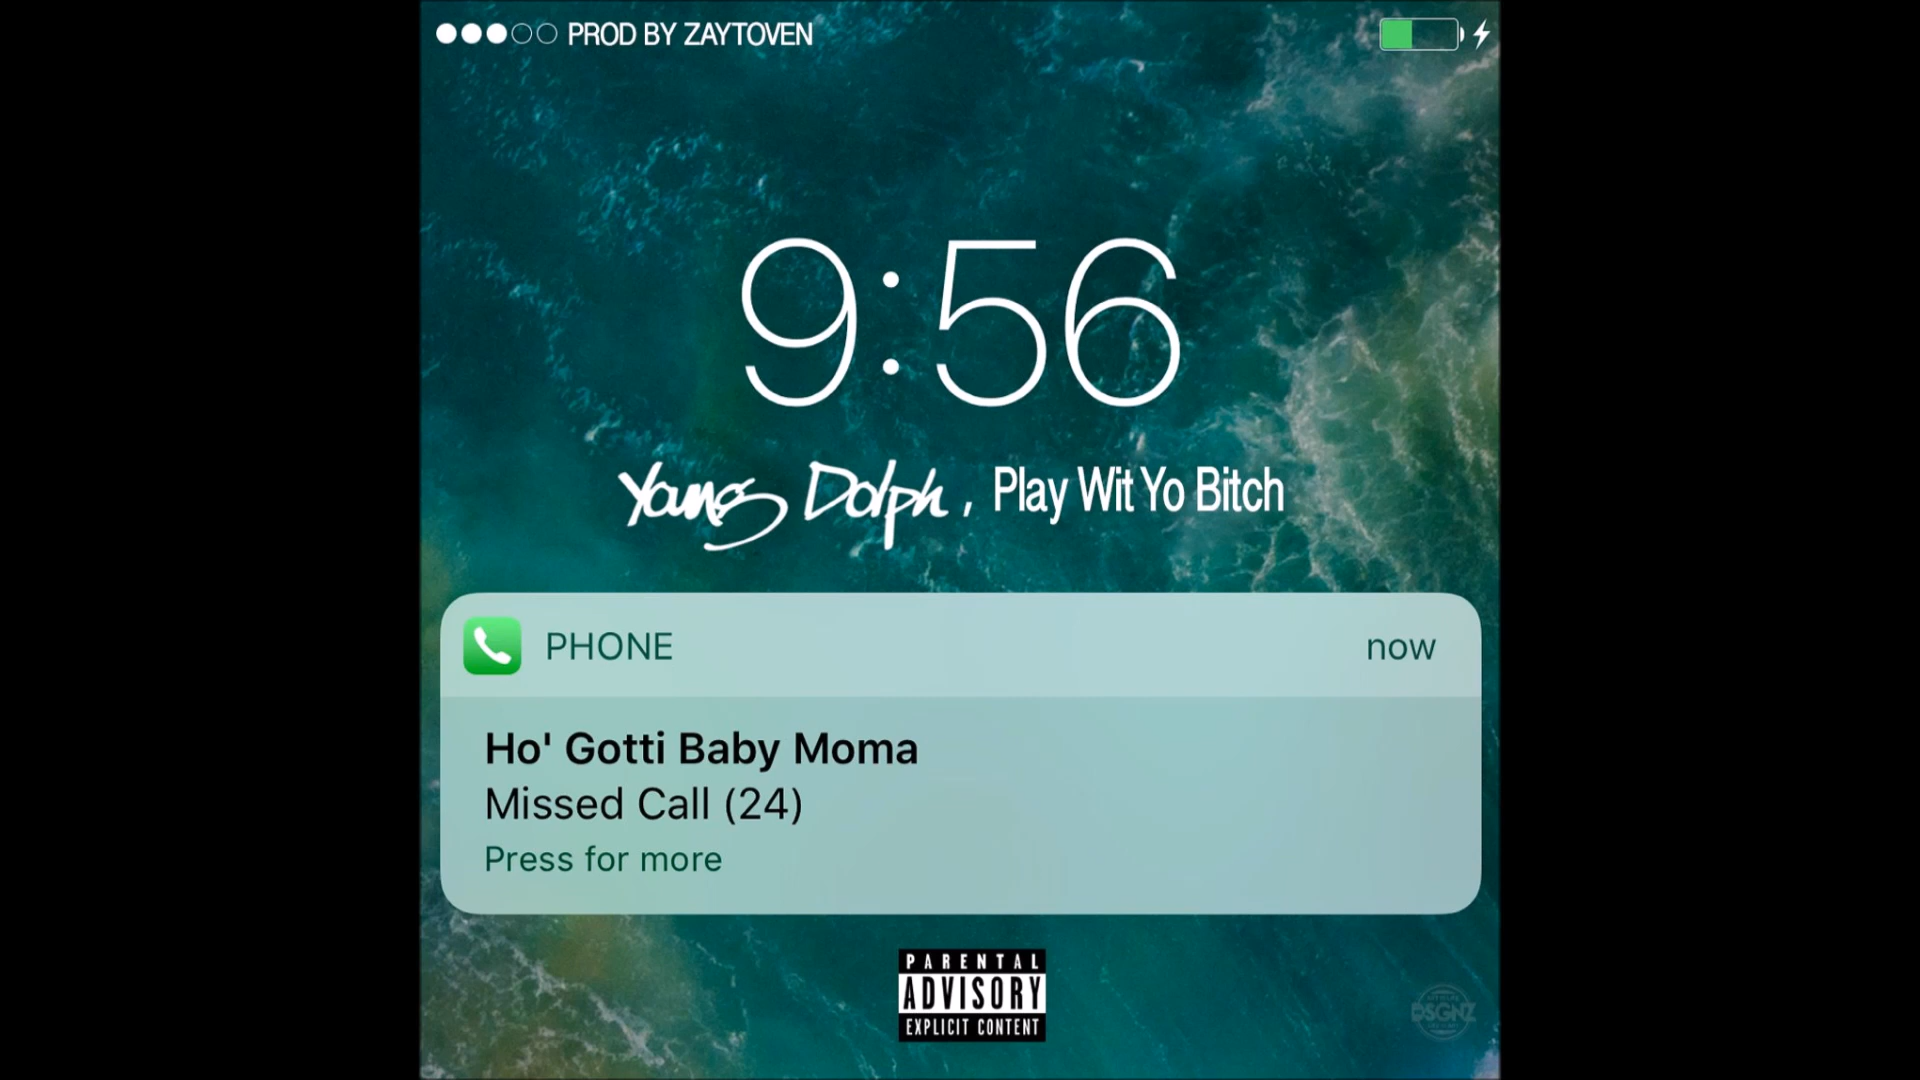 PROD BY ZAYTOVEN
9:56
Young Dolph, Play Wit Yo Bitch
PHONE now
Ho' Gotti Baby Moma
Missed Call (24)
Press for more
PARENTAL
ADVISORY
EXPLICIT CONTENT
DSGNZ